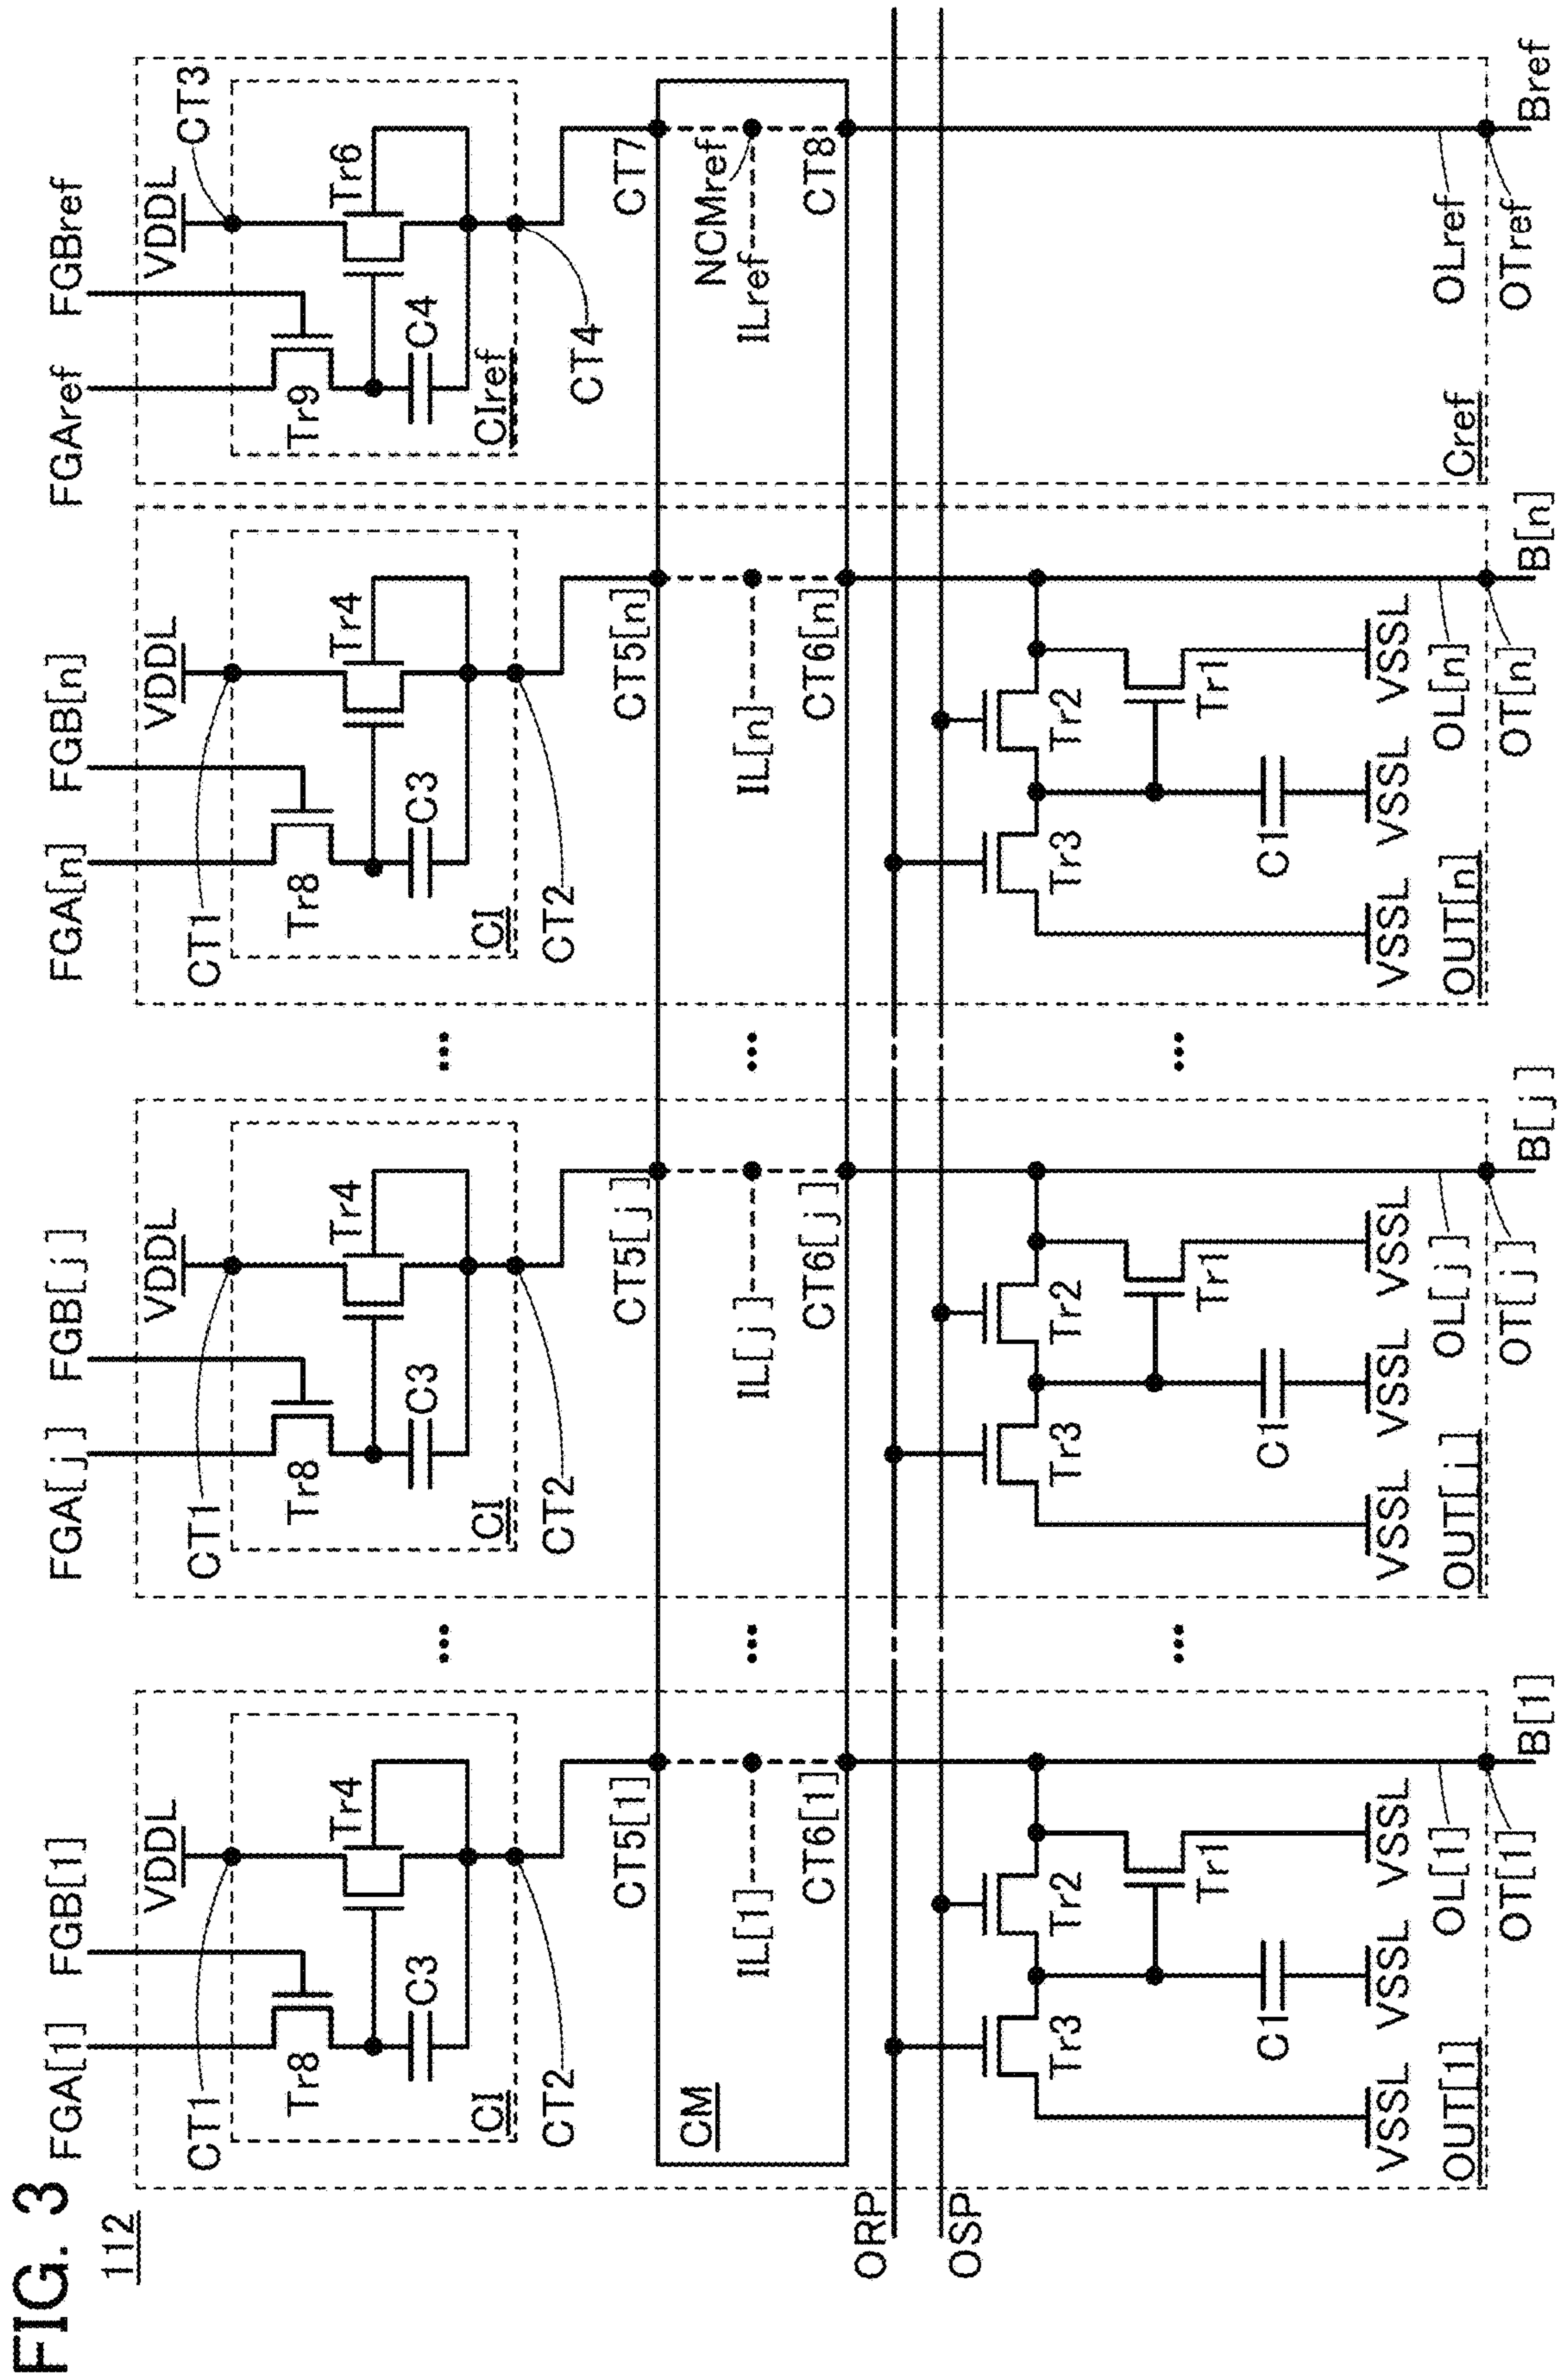 FIG. 3
112
FGA[1] FGB[1] FGA[j] FGB[j] FGA[n] FGB[n] FGAref FGBref
CT1 VDDL CT1 VDDL CT1 VDDL VDDL CT3
Tr8 Tr4 Tr8 Tr4 Tr8 Tr4 Tr9 Tr6
C3 C3 C3 C4
CI CI CI CIref
CT2 CT2 CT2 CT4
CT5[1] CT5[j] CT5[n] CT7
CM
NCMref
IL[1] IL[j] IL[n] ILref
CT6[1] CT6[j] CT6[n] CT8
ORP
OSP
Tr3 Tr2 Tr3 Tr2 Tr3 Tr2
Tr1 Tr1 Tr1
C1 C1 C1
VSSL VSSL VSSL VSSL VSSL VSSL VSSL VSSL VSSL
OUT[1] OL[1] OUT[j] OL[j] OUT[n] OL[n] Cref OLref
OT[1] B[1] OT[j] B[j] OT[n] B[n] OTref Bref